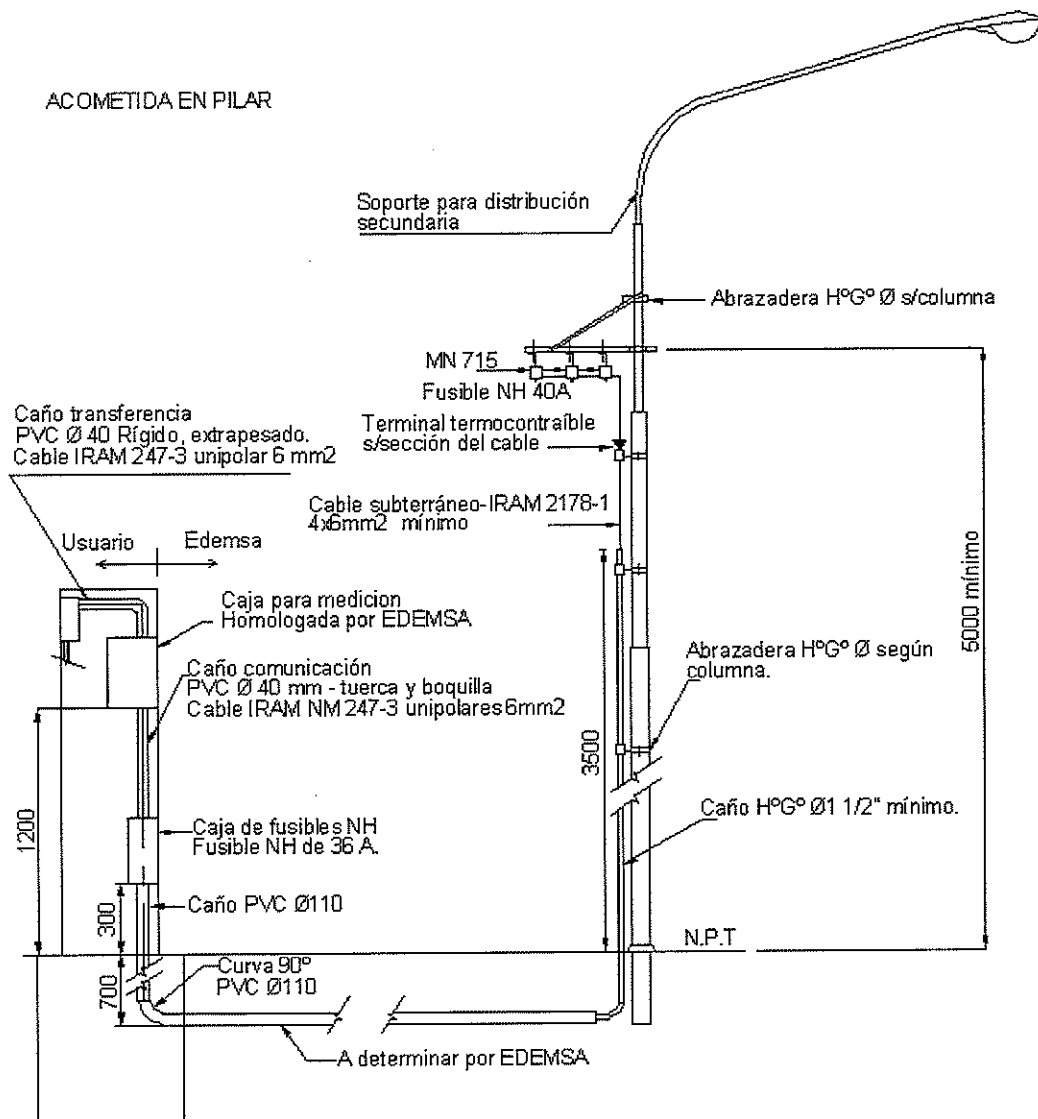 ACOMETIDA EN PILAR
Soporte para distribución
secundaria
Abrazadera HºGº Ø s/columna
MN 715
Fusible NH 40A
Caño transferencia
PVC Ø 40 Rígido, extrapesado.
Cable IRAM 247-3 unipolar 6 mm2
Terminal termocontraíble
s/sección del cable
Cable subterráneo-IRAM 2178-1
4x6mm2 mínimo
Usuario
Edemsa
Caja para medicion
Homologada por EDEMSA
Caño comunicación
PVC Ø 40 mm - tuerca y boquilla
Cable IRAM NM 247-3 unipolares 6mm2
Abrazadera HºGº Ø según
columna.
5000 mínimo
3500
1200
Caja de fusibles NH
Fusible NH de 36 A.
Caño HºGº Ø1 1/2" mínimo.
Caño PVC Ø110
300
N.P.T
700
Curva 90º
PVC Ø110
A determinar por EDEMSA